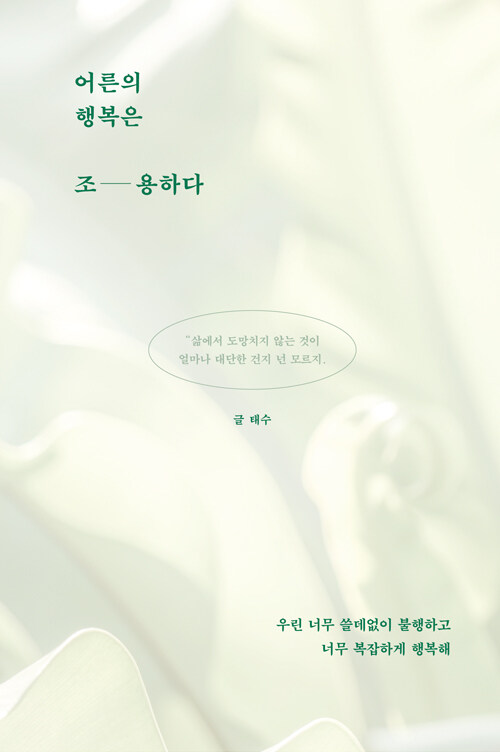 어른의
행복은
조──용하다
“삶에서 도망치지 않는 것이
얼마나 대단한 건지 넌 모르지.
글 태수
우린 너무 쓸데없이 불행하고
너무 복잡하게 행복해